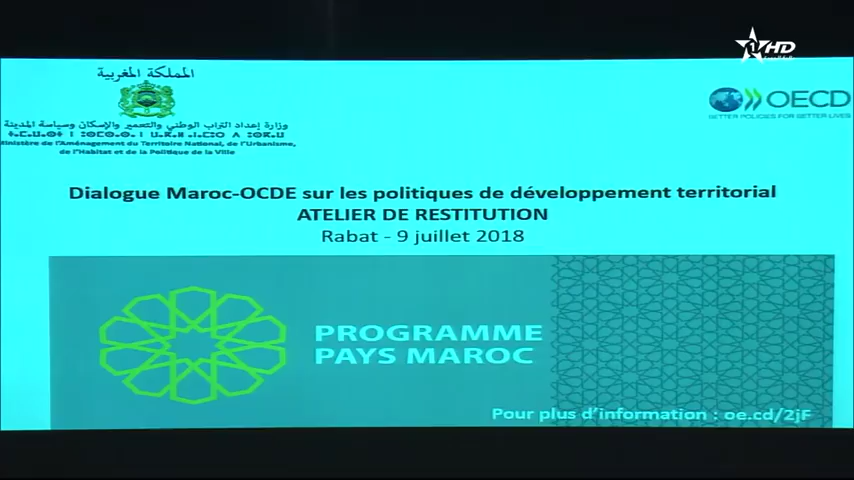 المملكة المغربية
وزارة إعداد التراب الوطني والتعمير والإسكان وسياسة المدينة
Ministère de l'Aménagement du Territoire National, de l'Urbanisme,
de l'Habitat et de la Politique de la Ville
1HD
OECD
BETTER POLICIES FOR BETTER LIVES
Dialogue Maroc-OCDE sur les politiques de développement territorial
ATELIER DE RESTITUTION
Rabat - 9 juillet 2018
PROGRAMME
PAYS MAROC
Pour plus d'information : oe.cd/2jF